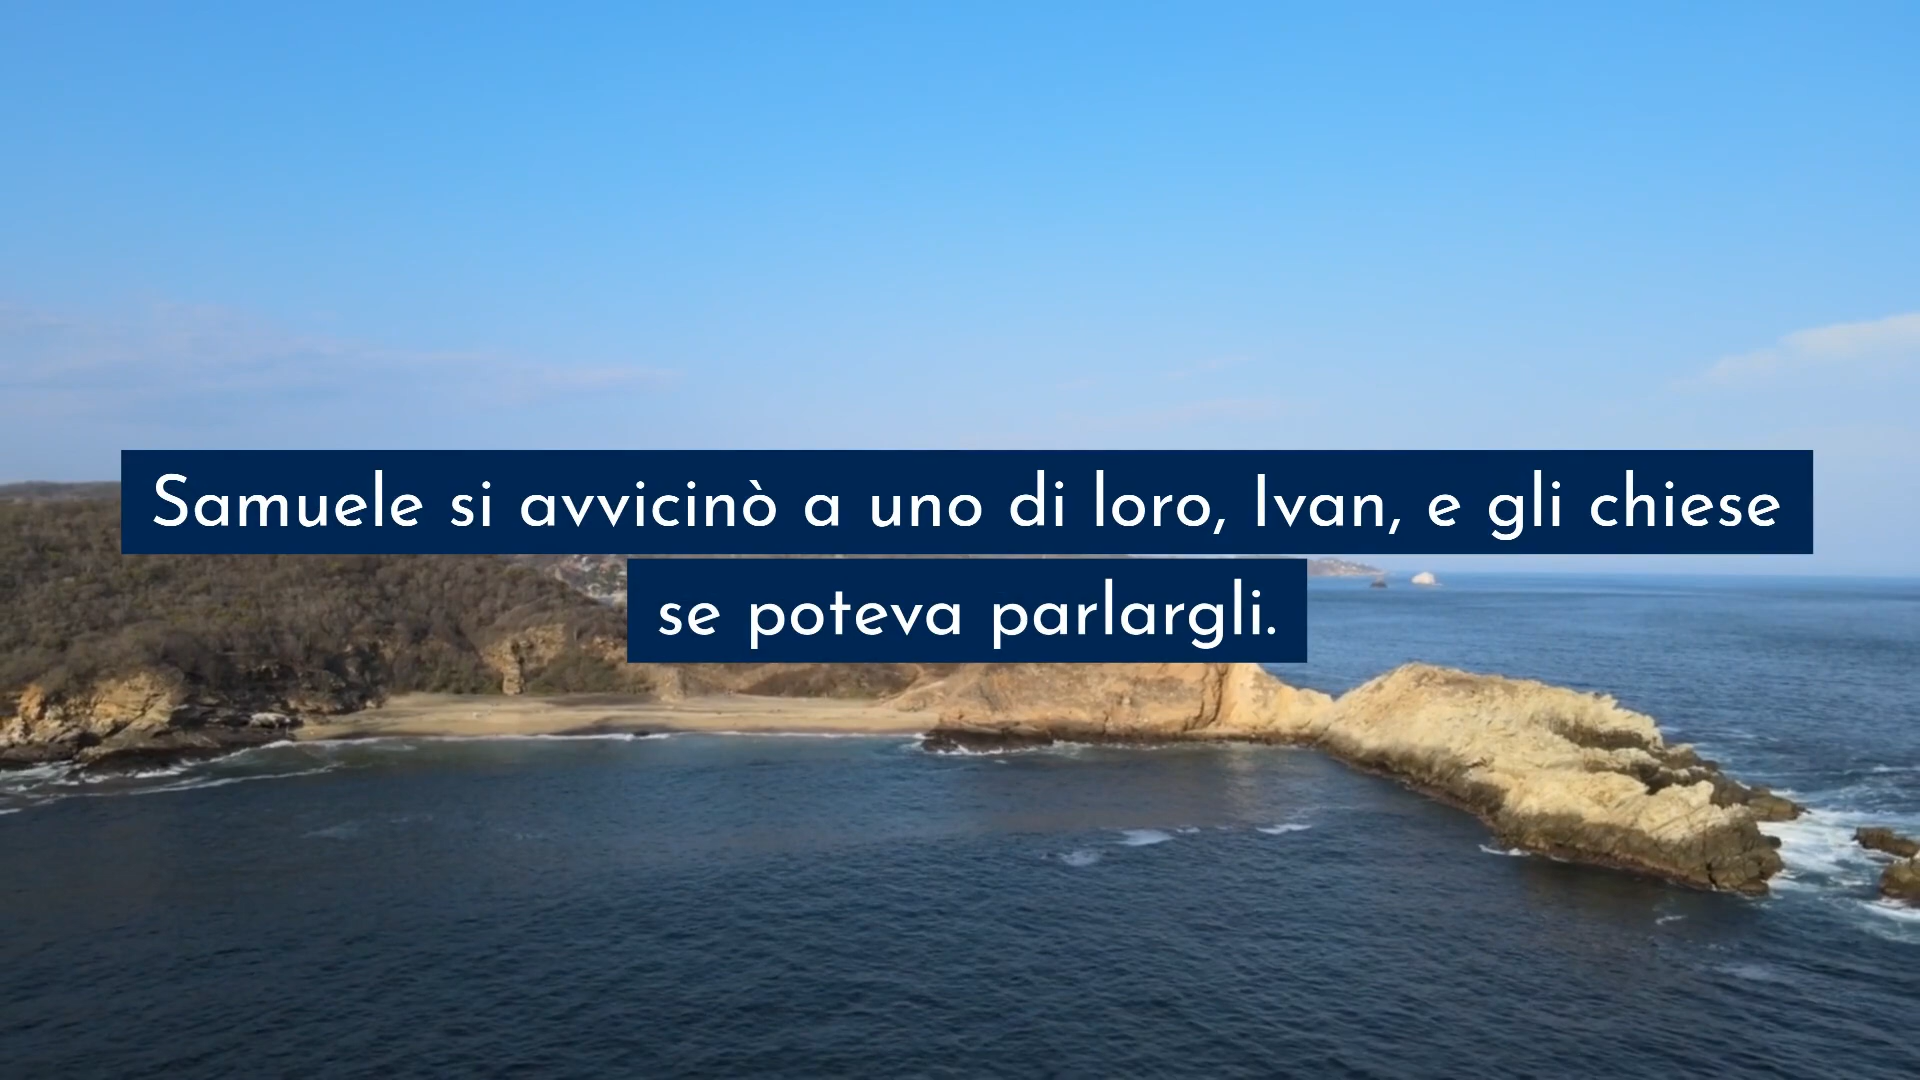 Samuele si avvicinò a uno di loro, Ivan, e gli chiese
se poteva parlargli.